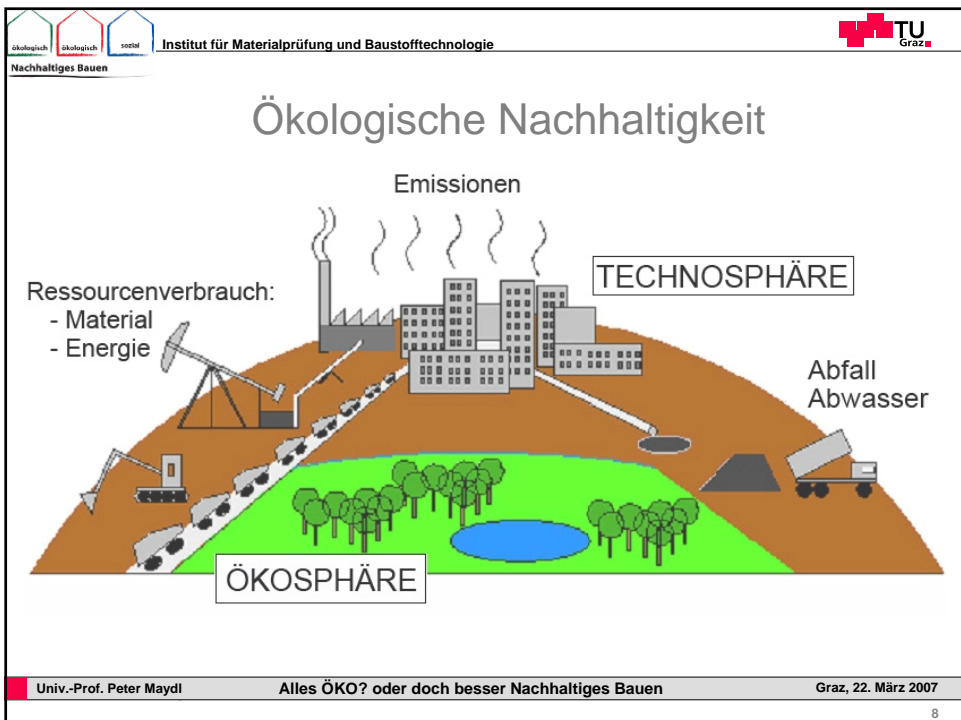 ökologisch ökologisch sozial
Institut für Materialprüfung und Baustofftechnologie
TU
Graz
Nachhaltiges Bauen
Ökologische Nachhaltigkeit
Emissionen
TECHNOSPHÄRE
Ressourcenverbrauch:
- Material
- Energie
Abfall
Abwasser
ÖKOSPHÄRE
Univ.-Prof. Peter Maydl Alles ÖKO? oder doch besser Nachhaltiges Bauen Graz, 22. März 2007
8